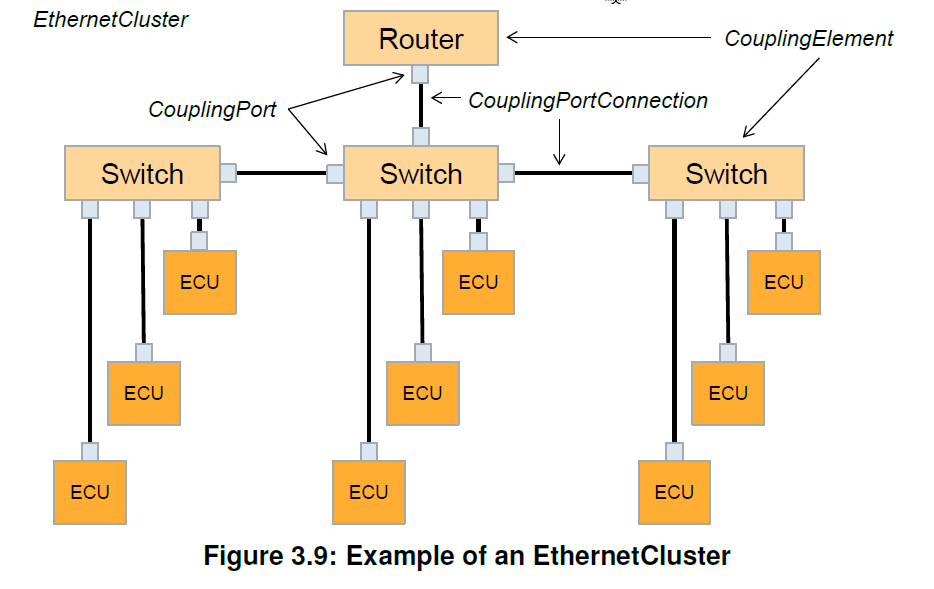 EthernetCluster
Router
CouplingElement
CouplingPort
CouplingPortConnection
Switch
Switch
Switch
ECU
ECU
ECU
ECU
ECU
ECU
ECU
ECU
ECU
Figure 3.9: Example of an EthernetCluster